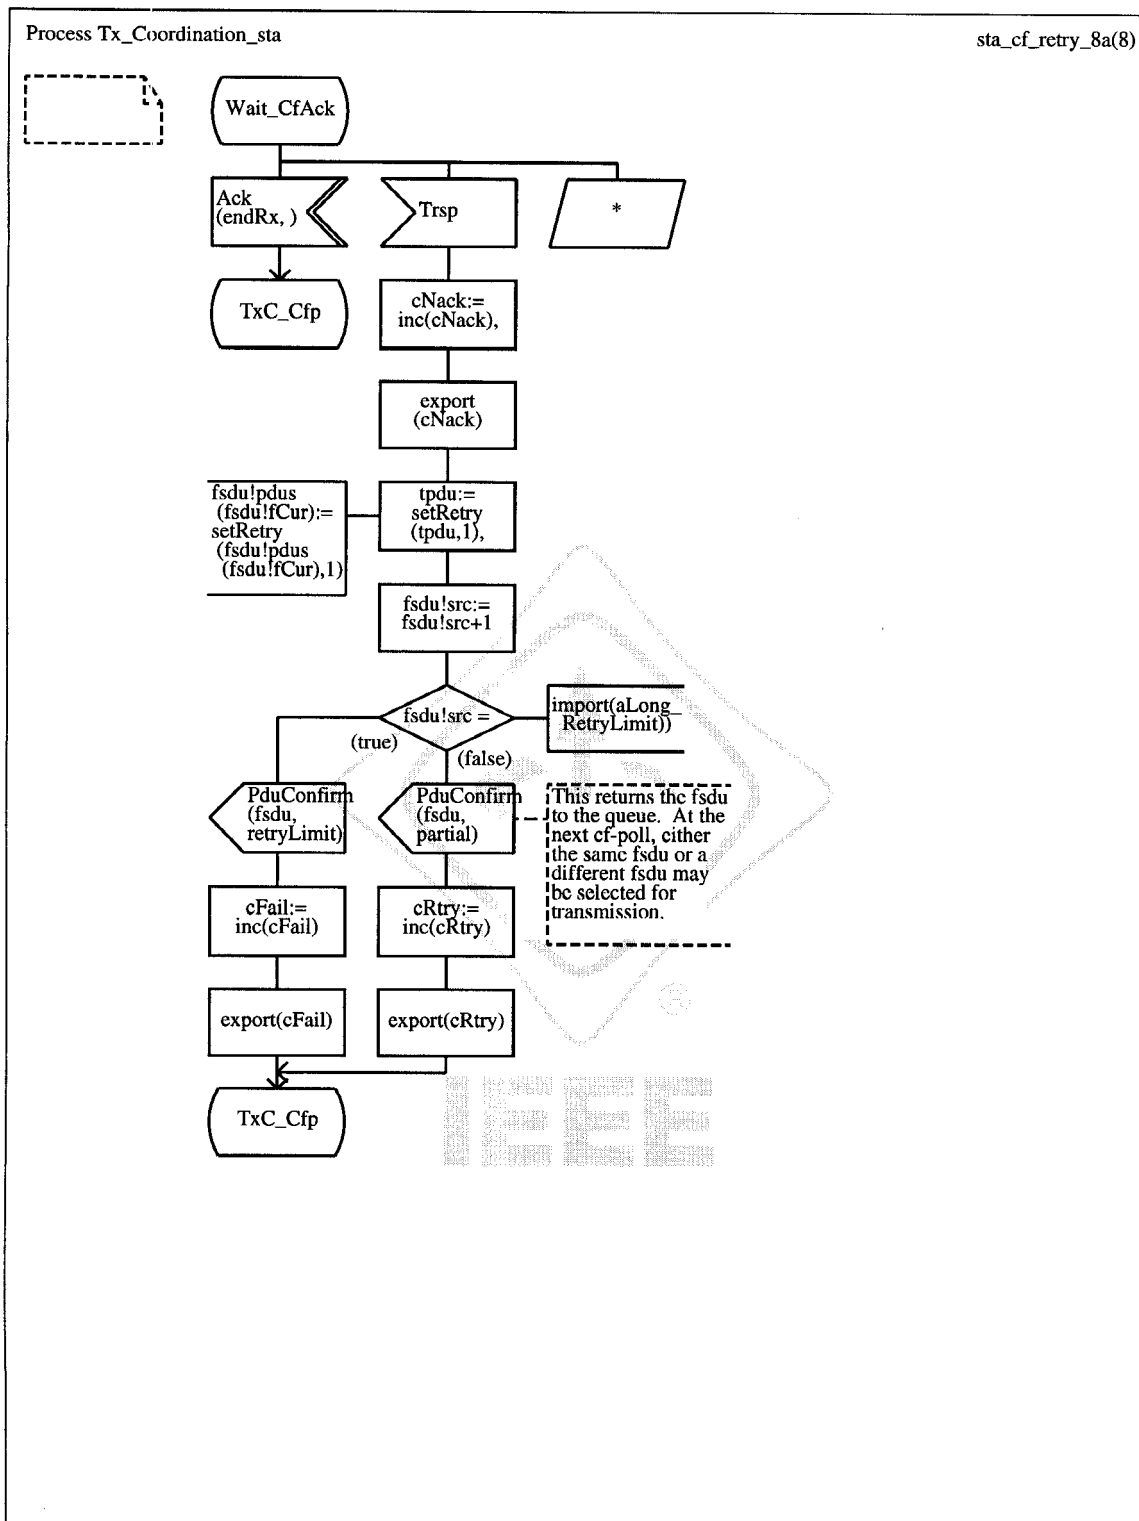 Process Tx_Coordination_sta
sta_cf_retry_8a(8)
Wait_CfAck
Ack
(endRx, )
Trsp
*
TxC_Cfp
cNack:=
inc(cNack),
export
(cNack)
fsdu!pdus
(fsdu!fCur):=
setRetry
(fsdu!pdus
(fsdu!fCur),1)
tpdu:=
setRetry
(tpdu,1),
fsdu!src:=
fsdu!src+1
fsdu!src =
import(aLong_
RetryLimit))
(true)
(false)
PduConfirm
(fsdu,
retryLimit)
PduConfirm
(fsdu,
partial)
This returns the fsdu
to the queue. At the
next cf-poll, either
the same fsdu or a
different fsdu may
be selected for
transmission.
cFail:=
inc(cFail)
cRtry:=
inc(cRtry)
export(cFail)
export(cRtry)
TxC_Cfp
IEEE
®